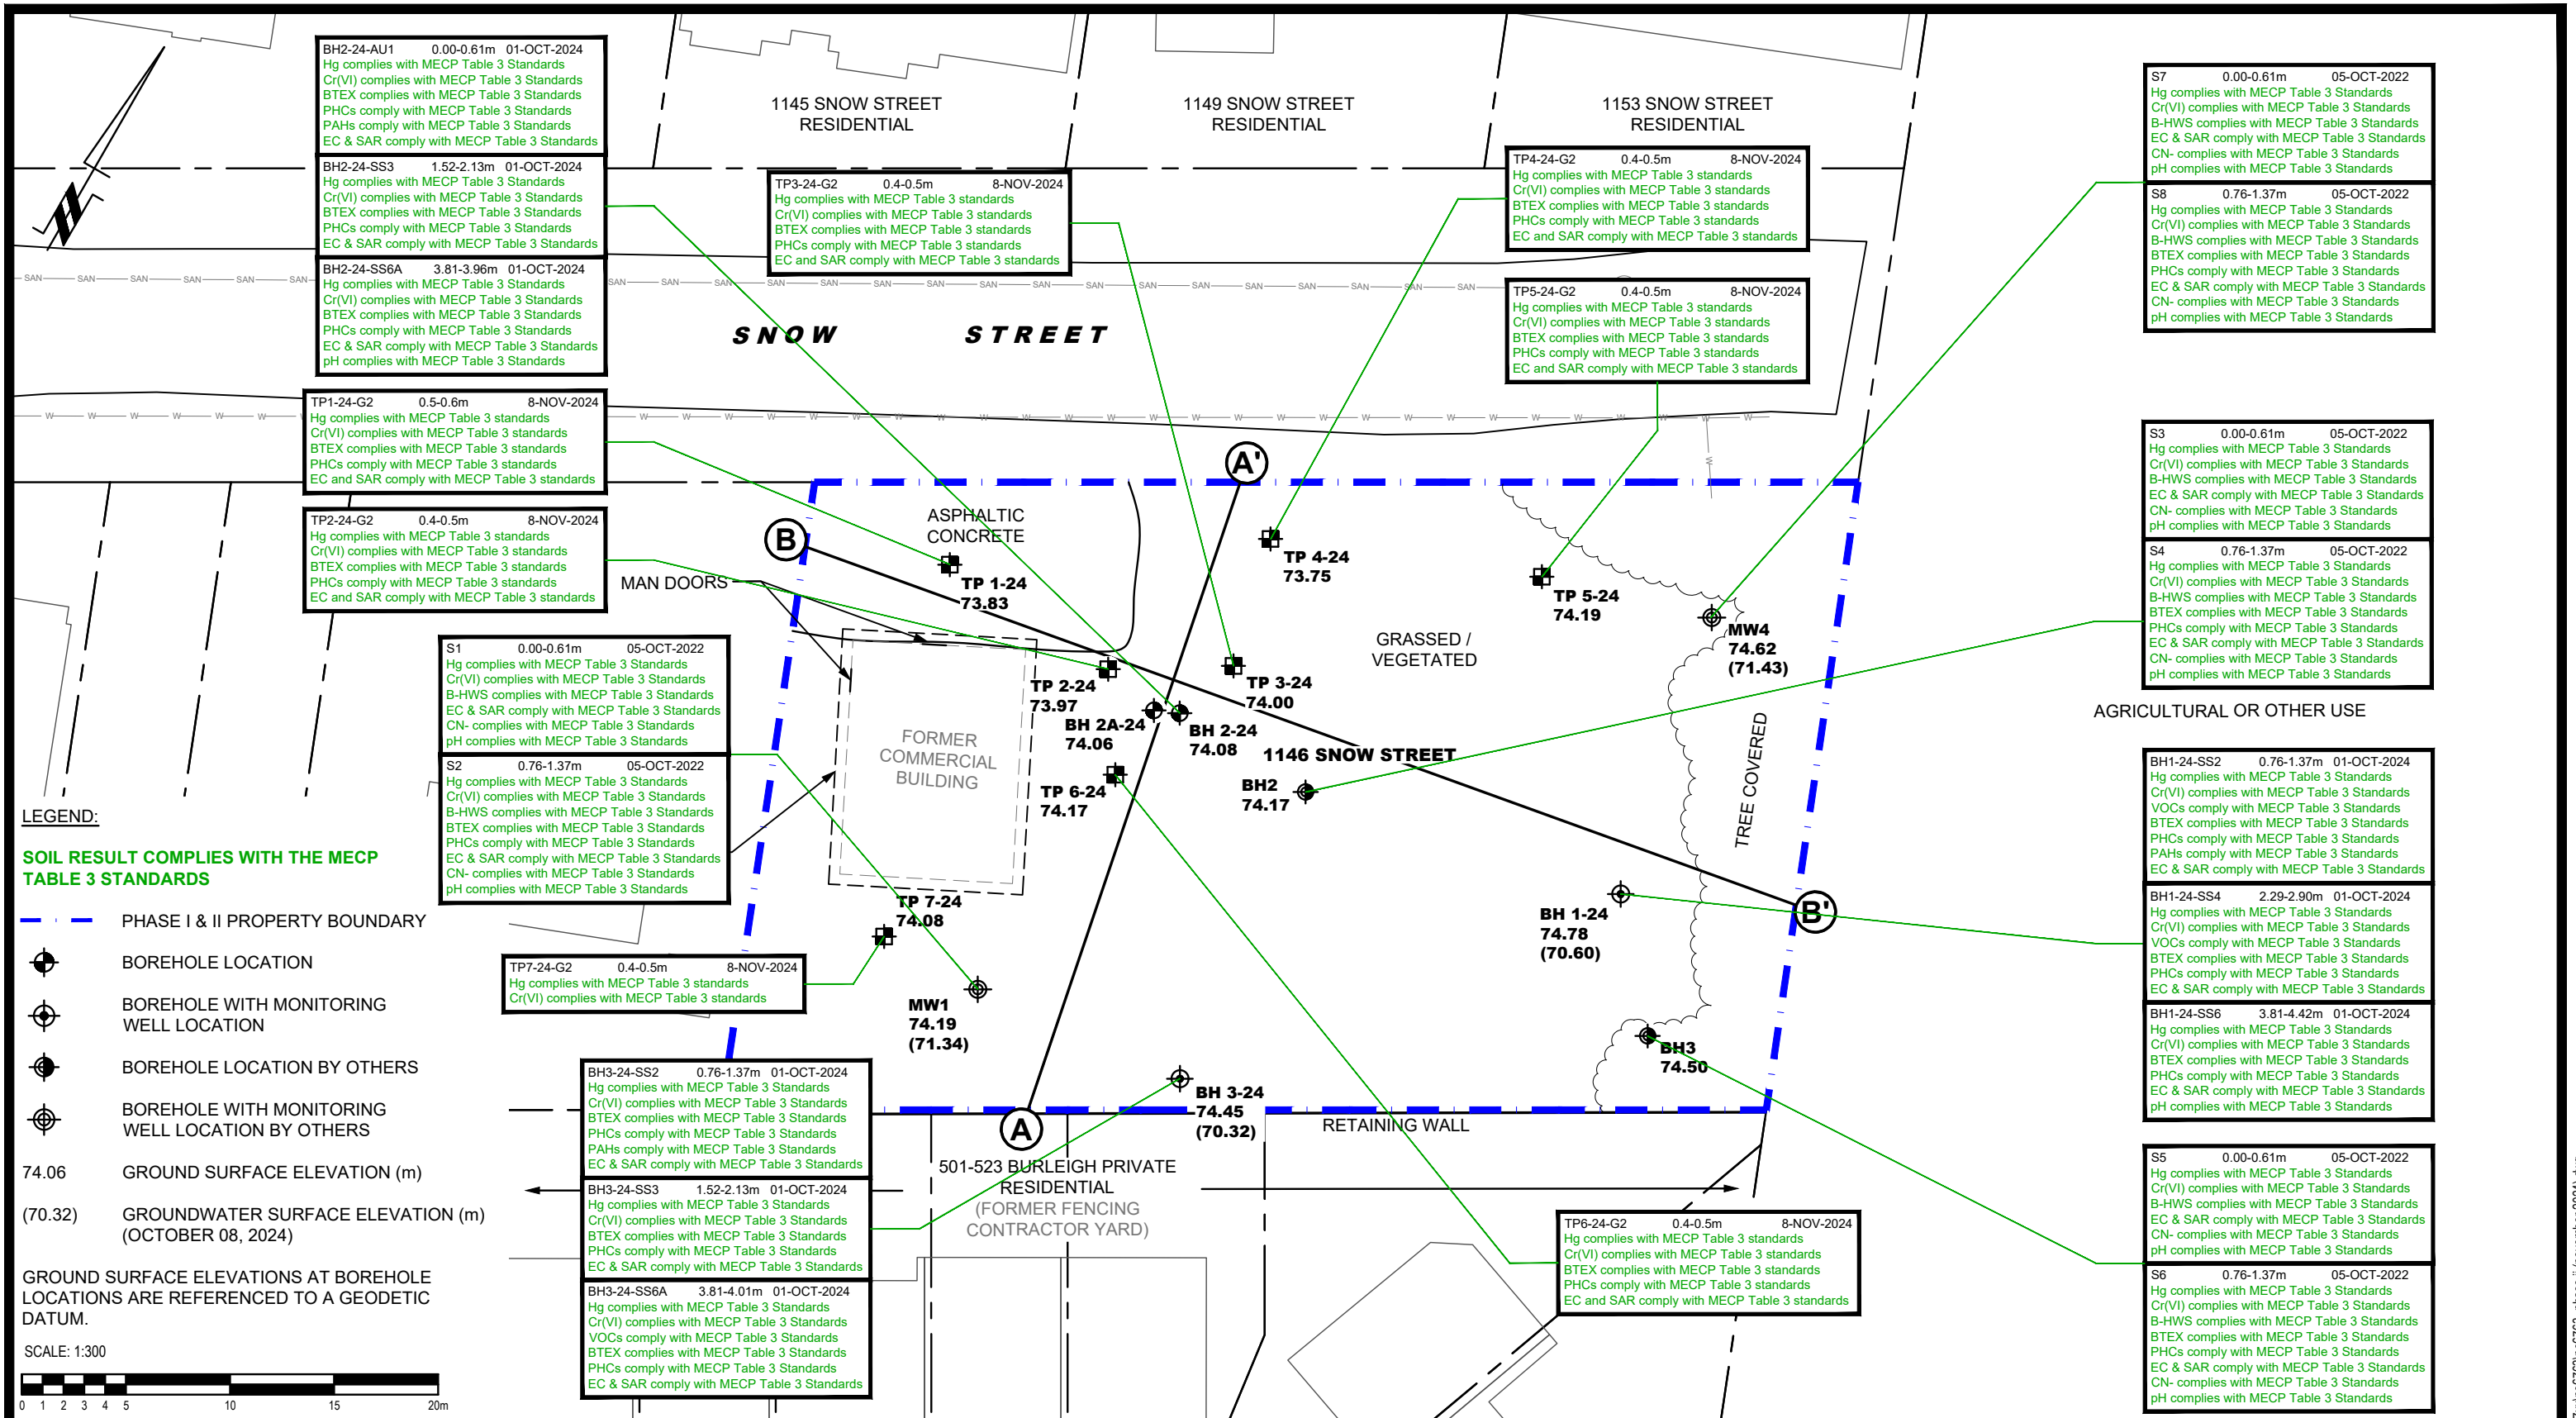 BH2-24-AU1 0.00-0.61m 01-OCT-2024
Hg complies with MECP Table 3 Standards
Cr(VI) complies with MECP Table 3 Standards
BTEX complies with MECP Table 3 Standards
PHCs comply with MECP Table 3 Standards
PAHs comply with MECP Table 3 Standards
EC & SAR comply with MECP Table 3 Standards
BH2-24-SS3 1.52-2.13m 01-OCT-2024
Hg complies with MECP Table 3 Standards
Cr(VI) complies with MECP Table 3 Standards
BTEX complies with MECP Table 3 Standards
PHCs comply with MECP Table 3 Standards
EC & SAR comply with MECP Table 3 Standards
BH2-24-SS6A 3.81-3.96m 01-OCT-2024
Hg complies with MECP Table 3 Standards
Cr(VI) complies with MECP Table 3 Standards
BTEX complies with MECP Table 3 Standards
PHCs comply with MECP Table 3 Standards
EC & SAR comply with MECP Table 3 Standards
pH complies with MECP Table 3 Standards
1145 SNOW STREET
RESIDENTIAL
1149 SNOW STREET
RESIDENTIAL
1153 SNOW STREET
RESIDENTIAL
TP3-24-G2 0.4-0.5m 8-NOV-2024
Hg complies with MECP Table 3 standards
Cr(VI) complies with MECP Table 3 standards
BTEX complies with MECP Table 3 standards
PHCs comply with MECP Table 3 standards
EC and SAR comply with MECP Table 3 standards
TP4-24-G2 0.4-0.5m 8-NOV-2024
Hg complies with MECP Table 3 standards
Cr(VI) complies with MECP Table 3 standards
BTEX complies with MECP Table 3 standards
PHCs comply with MECP Table 3 standards
EC and SAR comply with MECP Table 3 standards
TP5-24-G2 0.4-0.5m 8-NOV-2024
Hg complies with MECP Table 3 standards
Cr(VI) complies with MECP Table 3 standards
BTEX complies with MECP Table 3 standards
PHCs comply with MECP Table 3 standards
EC and SAR comply with MECP Table 3 standards
S7 0.00-0.61m 05-OCT-2022
Hg complies with MECP Table 3 Standards
Cr(VI) complies with MECP Table 3 Standards
B-HWS complies with MECP Table 3 Standards
EC & SAR comply with MECP Table 3 Standards
CN- complies with MECP Table 3 Standards
pH complies with MECP Table 3 Standards
S8 0.76-1.37m 05-OCT-2022
Hg complies with MECP Table 3 Standards
Cr(VI) complies with MECP Table 3 Standards
B-HWS complies with MECP Table 3 Standards
BTEX complies with MECP Table 3 Standards
PHCs comply with MECP Table 3 Standards
EC & SAR comply with MECP Table 3 Standards
CN- complies with MECP Table 3 Standards
pH complies with MECP Table 3 Standards
SAN SAN SAN SAN SAN SAN SAN SAN SAN SAN SAN SAN SAN SAN SAN SAN SAN SAN SAN SAN SAN SAN SAN
SNOW STREET
TP1-24-G2 0.5-0.6m 8-NOV-2024
Hg complies with MECP Table 3 standards
Cr(VI) complies with MECP Table 3 standards
BTEX complies with MECP Table 3 standards
PHCs comply with MECP Table 3 standards
EC and SAR comply with MECP Table 3 standards
W W W W W W W W W W W W W W W W W W W W W W W W W W W W
TP2-24-G2 0.4-0.5m 8-NOV-2024
Hg complies with MECP Table 3 standards
Cr(VI) complies with MECP Table 3 standards
BTEX complies with MECP Table 3 standards
PHCs comply with MECP Table 3 standards
EC and SAR comply with MECP Table 3 standards
W
S3 0.00-0.61m 05-OCT-2022
Hg complies with MECP Table 3 Standards
Cr(VI) complies with MECP Table 3 Standards
B-HWS complies with MECP Table 3 Standards
EC & SAR comply with MECP Table 3 Standards
CN- complies with MECP Table 3 Standards
pH complies with MECP Table 3 Standards
S4 0.76-1.37m 05-OCT-2022
Hg complies with MECP Table 3 Standards
Cr(VI) complies with MECP Table 3 Standards
B-HWS complies with MECP Table 3 Standards
BTEX complies with MECP Table 3 Standards
PHCs comply with MECP Table 3 Standards
EC & SAR comply with MECP Table 3 Standards
CN- complies with MECP Table 3 Standards
pH complies with MECP Table 3 Standards
A'
B
ASPHALTIC
CONCRETE
MAN DOORS
TP 1-24
73.83
TP 4-24
73.75
TP 5-24
74.19
MW4
74.62
(71.43)
GRASSED /
VEGETATED
TP 2-24
73.97
TP 3-24
74.00
BH 2A-24
74.06
BH 2-24
74.08
1146 SNOW STREET
FORMER
COMMERCIAL
BUILDING
TP 6-24
74.17
BH2
74.17
TREE COVERED
AGRICULTURAL OR OTHER USE
S1 0.00-0.61m 05-OCT-2022
Hg complies with MECP Table 3 Standards
Cr(VI) complies with MECP Table 3 Standards
B-HWS complies with MECP Table 3 Standards
EC & SAR comply with MECP Table 3 Standards
CN- complies with MECP Table 3 Standards
pH complies with MECP Table 3 Standards
S2 0.76-1.37m 05-OCT-2022
Hg complies with MECP Table 3 Standards
Cr(VI) complies with MECP Table 3 Standards
B-HWS complies with MECP Table 3 Standards
BTEX complies with MECP Table 3 Standards
PHCs comply with MECP Table 3 Standards
EC & SAR comply with MECP Table 3 Standards
CN- complies with MECP Table 3 Standards
pH complies with MECP Table 3 Standards
BH1-24-SS2 0.76-1.37m 01-OCT-2024
Hg complies with MECP Table 3 Standards
Cr(VI) complies with MECP Table 3 Standards
VOCs comply with MECP Table 3 Standards
BTEX complies with MECP Table 3 Standards
PHCs comply with MECP Table 3 Standards
PAHs comply with MECP Table 3 Standards
EC & SAR comply with MECP Table 3 Standards
BH1-24-SS4 2.29-2.90m 01-OCT-2024
Hg complies with MECP Table 3 Standards
Cr(VI) complies with MECP Table 3 Standards
VOCs comply with MECP Table 3 Standards
BTEX complies with MECP Table 3 Standards
PHCs comply with MECP Table 3 Standards
EC & SAR comply with MECP Table 3 Standards
BH1-24-SS6 3.81-4.42m 01-OCT-2024
Hg complies with MECP Table 3 Standards
Cr(VI) complies with MECP Table 3 Standards
BTEX complies with MECP Table 3 Standards
PHCs comply with MECP Table 3 Standards
EC & SAR comply with MECP Table 3 Standards
pH complies with MECP Table 3 Standards
TP 7-24
74.08
BH 1-24
74.78
(70.60)
B'
TP7-24-G2 0.4-0.5m 8-NOV-2024
Hg complies with MECP Table 3 standards
Cr(VI) complies with MECP Table 3 standards
MW1
74.19
(71.34)
BH3
74.50
BH 3-24
74.45
(70.32)
A
RETAINING WALL
501-523 BURLEIGH PRIVATE
RESIDENTIAL
(FORMER FENCING
CONTRACTOR YARD)
BH3-24-SS2 0.76-1.37m 01-OCT-2024
Hg complies with MECP Table 3 Standards
Cr(VI) complies with MECP Table 3 Standards
BTEX complies with MECP Table 3 Standards
PHCs comply with MECP Table 3 Standards
PAHs comply with MECP Table 3 Standards
EC & SAR comply with MECP Table 3 Standards
BH3-24-SS3 1.52-2.13m 01-OCT-2024
Hg complies with MECP Table 3 Standards
Cr(VI) complies with MECP Table 3 Standards
BTEX complies with MECP Table 3 Standards
PHCs comply with MECP Table 3 Standards
EC & SAR comply with MECP Table 3 Standards
BH3-24-SS6A 3.81-4.01m 01-OCT-2024
Hg complies with MECP Table 3 Standards
Cr(VI) complies with MECP Table 3 Standards
VOCs comply with MECP Table 3 Standards
BTEX complies with MECP Table 3 Standards
PHCs comply with MECP Table 3 Standards
EC & SAR comply with MECP Table 3 Standards
TP6-24-G2 0.4-0.5m 8-NOV-2024
Hg complies with MECP Table 3 standards
Cr(VI) complies with MECP Table 3 standards
BTEX complies with MECP Table 3 standards
PHCs comply with MECP Table 3 standards
EC and SAR comply with MECP Table 3 standards
S5 0.00-0.61m 05-OCT-2022
Hg complies with MECP Table 3 Standards
Cr(VI) complies with MECP Table 3 Standards
B-HWS complies with MECP Table 3 Standards
EC & SAR comply with MECP Table 3 Standards
CN- complies with MECP Table 3 Standards
pH complies with MECP Table 3 Standards
S6 0.76-1.37m 05-OCT-2022
Hg complies with MECP Table 3 Standards
Cr(VI) complies with MECP Table 3 Standards
B-HWS complies with MECP Table 3 Standards
BTEX complies with MECP Table 3 Standards
PHCs comply with MECP Table 3 Standards
EC & SAR comply with MECP Table 3 Standards
CN- complies with MECP Table 3 Standards
pH complies with MECP Table 3 Standards
LEGEND:
SOIL RESULT COMPLIES WITH THE MECP
TABLE 3 STANDARDS
PHASE I & II PROPERTY BOUNDARY
BOREHOLE LOCATION
BOREHOLE WITH MONITORING
WELL LOCATION
BOREHOLE LOCATION BY OTHERS
BOREHOLE WITH MONITORING
WELL LOCATION BY OTHERS
74.06 GROUND SURFACE ELEVATION (m)
(70.32) GROUNDWATER SURFACE ELEVATION (m)
(OCTOBER 08, 2024)
GROUND SURFACE ELEVATIONS AT BOREHOLE
LOCATIONS ARE REFERENCED TO A GEODETIC
DATUM.
SCALE: 1:300
0 1 2 3 4 5 10 15 20m